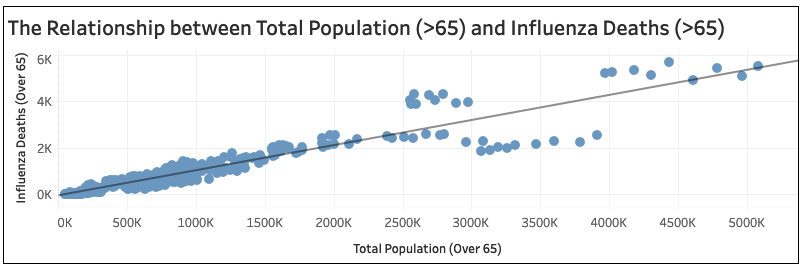 The Relationship between Total Population (>65) and Influenza Deaths (>65)
Influenza Deaths (Over 65)
6K
4K
2K
0K
0K 500K 1000K 1500K 2000K 2500K 3000K 3500K 4000K 4500K 5000K
Total Population (Over 65)